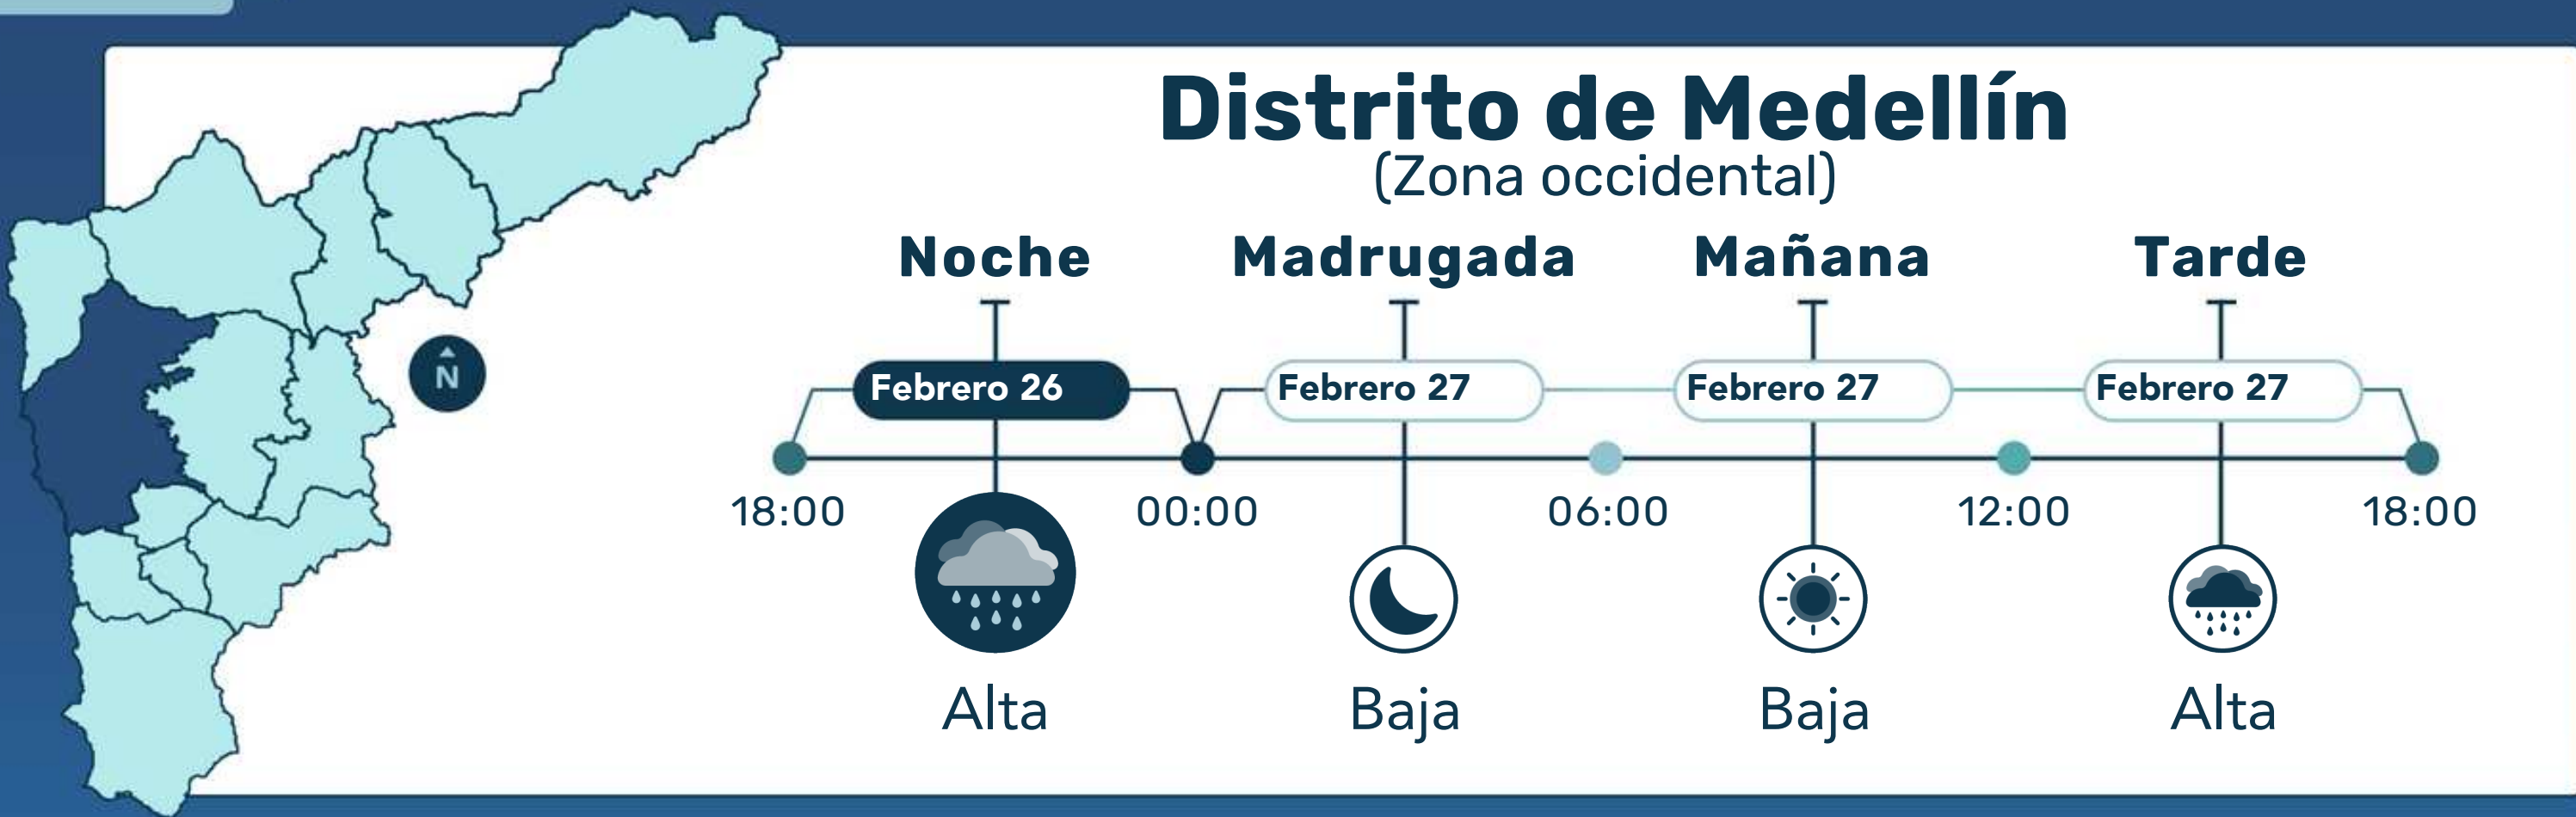 Distrito de Medellín
(Zona occidental)
Noche Madrugada Mañana Tarde
Febrero 26 Febrero 27 Febrero 27 Febrero 27
N
18:00 00:00 06:00 12:00 18:00
Alta Baja Baja Alta